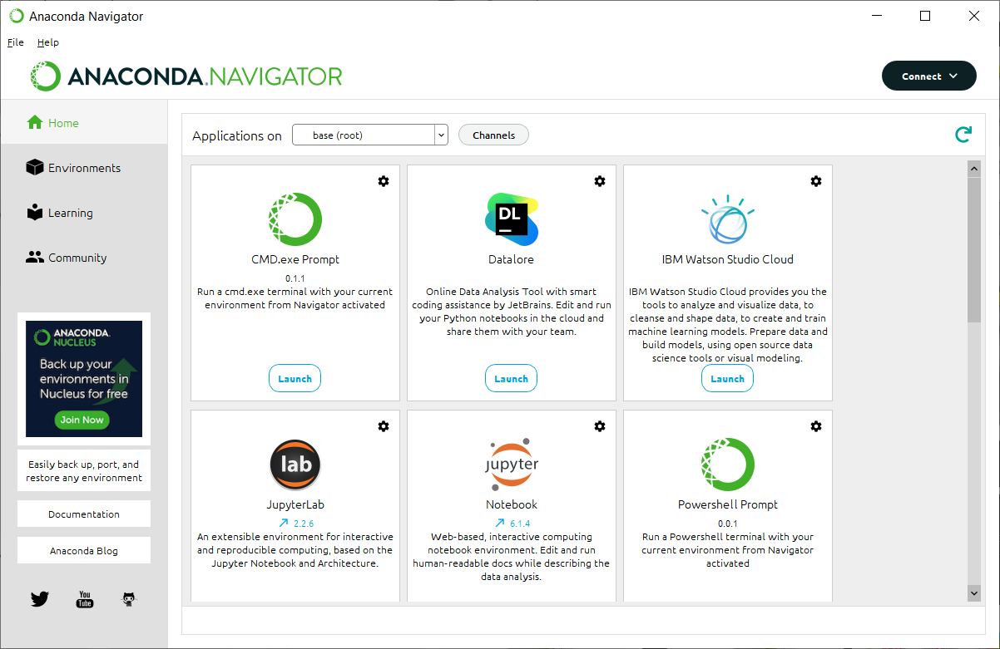 Anaconda Navigator
File Help
ANACONDA.NAVIGATOR
Connect
Home
Environments
Learning
Community
ANACONDA.
NUCLEUS
Back up your
environments in
Nucleus for free
Join Now
Easily back up, port, and
restore any environment
Documentation
Anaconda Blog
You
Tube
Applications on base (root) Channels
CMD.exe Prompt
0.1.1
Run a cmd.exe terminal with your current
environment from Navigator activated
Launch
DL
Datalore
Online Data Analysis Tool with smart
coding assistance by JetBrains. Edit and run
your Python notebooks in the cloud and
share them with your team.
Launch
IBM Watson Studio Cloud
IBM Watson Studio Cloud provides you the
tools to analyze and visualize data, to
cleanse and shape data, to create and train
machine learning models. Prepare data and
build models, using open source data
science tools or visual modeling.
Launch
lab
JupyterLab
2.2.6
An extensible environment for interactive
and reproducible computing, based on the
Jupyter Notebook and Architecture.
jupyter
Notebook
6.1.4
Web-based, interactive computing
notebook environment. Edit and run
human-readable docs while describing the
data analysis.
Powershell Prompt
0.0.1
Run a Powershell terminal with your
current environment from Navigator
activated